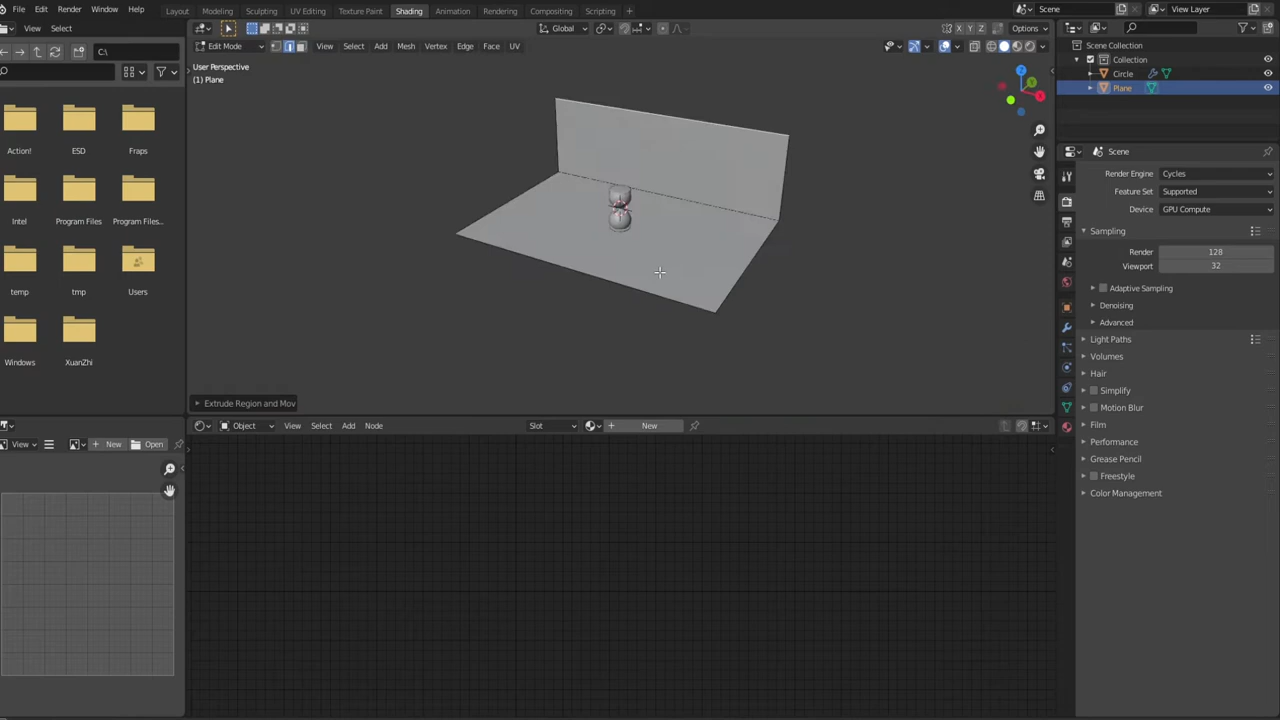 File Edit Render Window Help Layout Modeling Sculpting UV Editing Texture Paint Shading Animation Rendering Compositing Scripting Scene View Layer
View Select Global Options
C:\ Edit Mode View Select Add Mesh Vertex Edge Face UV Scene Collection
Collection
User Perspective
(1) Plane
Circle
Plane
Action! ESD Fraps
Scene
Render Engine Cycles
Feature Set Supported
Device GPU Compute
Intel Program Files Program Files...
Sampling
Render 128
Viewport 32
temp tmp Users
Adaptive Sampling
Denoising
Advanced
Light Paths
Windows XuanZhi
Volumes
Hair
Simplify
Extrude Region and Mov
Motion Blur
Film
Object View Select Add Node Slot New
Performance
View New Open
Grease Pencil
Freestyle
Color Management
X Y Z
Z
X